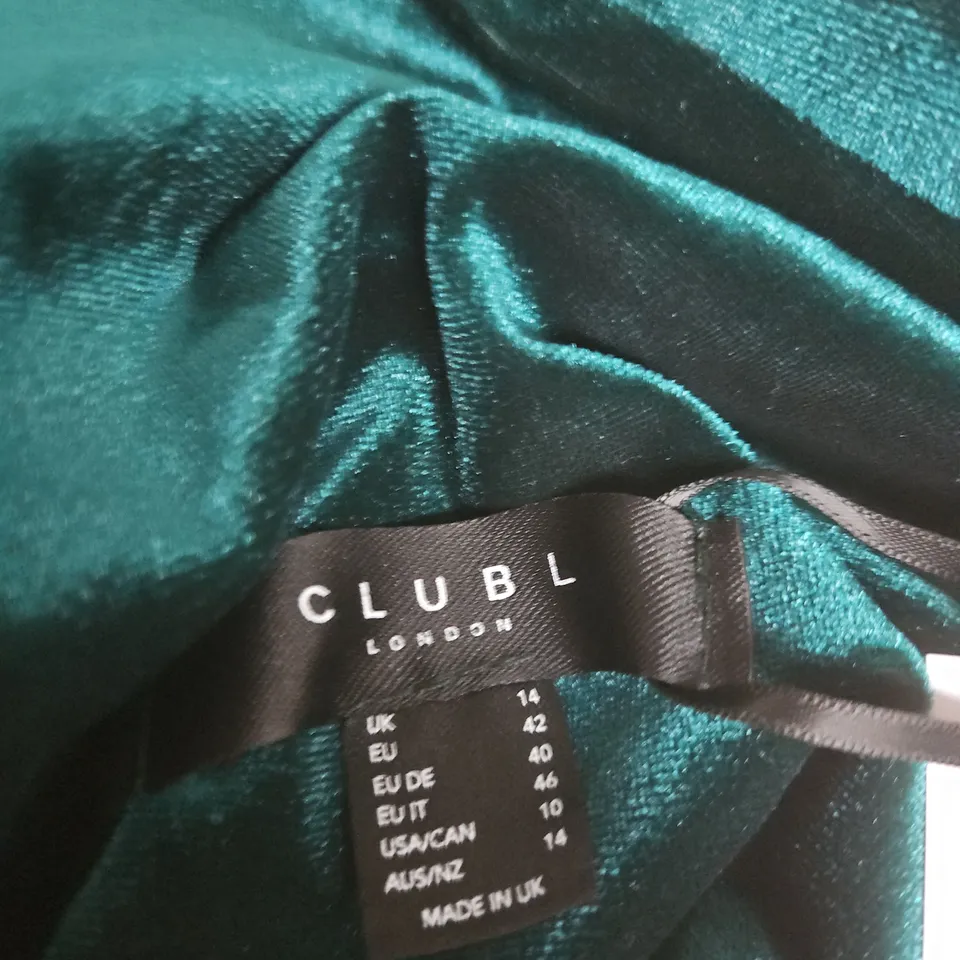 CLUB L
LONDON
UK 14
EU 42
EU DE 40
EU IT 46
USA/CAN 10
AUS/NZ 14
MADE IN UK